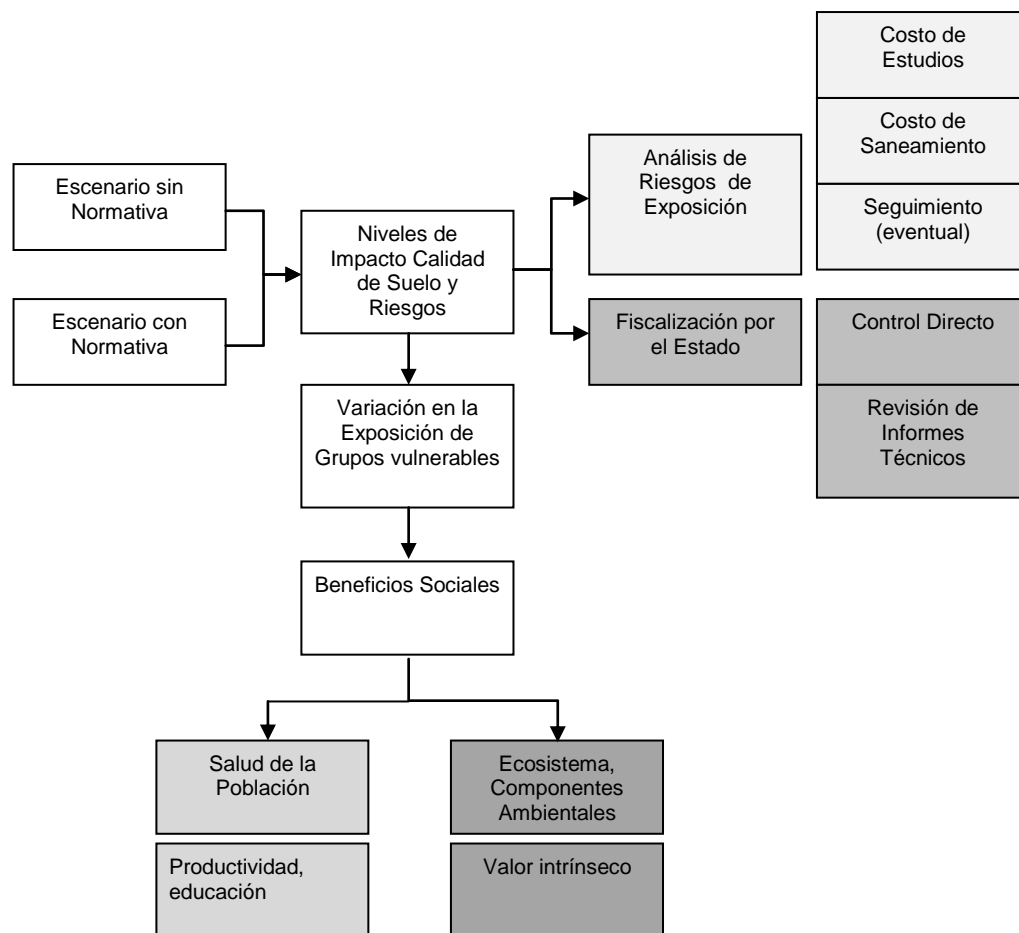 Costo de
Estudios
Costo de
Saneamiento
Seguimiento
(eventual)
Análisis de
Riesgos de
Exposición
Escenario sin
Normativa
Niveles de
Impacto Calidad
de Suelo y
Riesgos
Escenario con
Normativa
Fiscalización por
el Estado
Control Directo
Revisión de
Informes
Técnicos
Variación en la
Exposición de
Grupos vulnerables
Beneficios Sociales
Salud de la
Población
Ecosistema,
Componentes
Ambientales
Productividad,
educación
Valor intrínseco